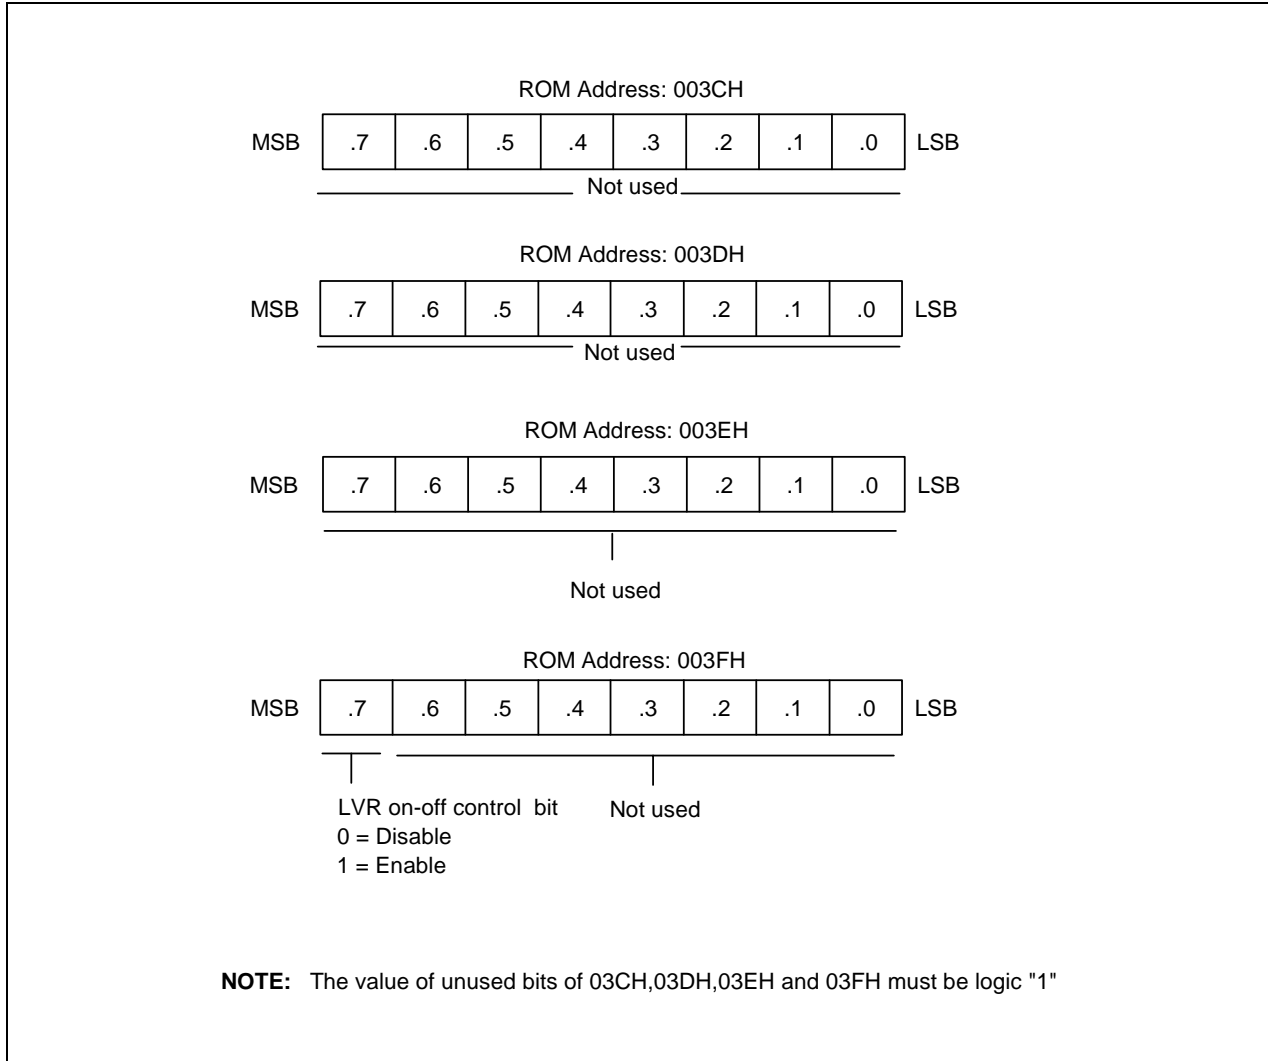 ROM Address: 003CH
MSB .7 .6 .5 .4 .3 .2 .1 .0 LSB
Not used
ROM Address: 003DH
MSB .7 .6 .5 .4 .3 .2 .1 .0 LSB
Not used
ROM Address: 003EH
MSB .7 .6 .5 .4 .3 .2 .1 .0 LSB
Not used
ROM Address: 003FH
MSB .7 .6 .5 .4 .3 .2 .1 .0 LSB
LVR on-off control bit Not used
0 = Disable
1 = Enable
NOTE: The value of unused bits of 03CH,03DH,03EH and 03FH must be logic "1"